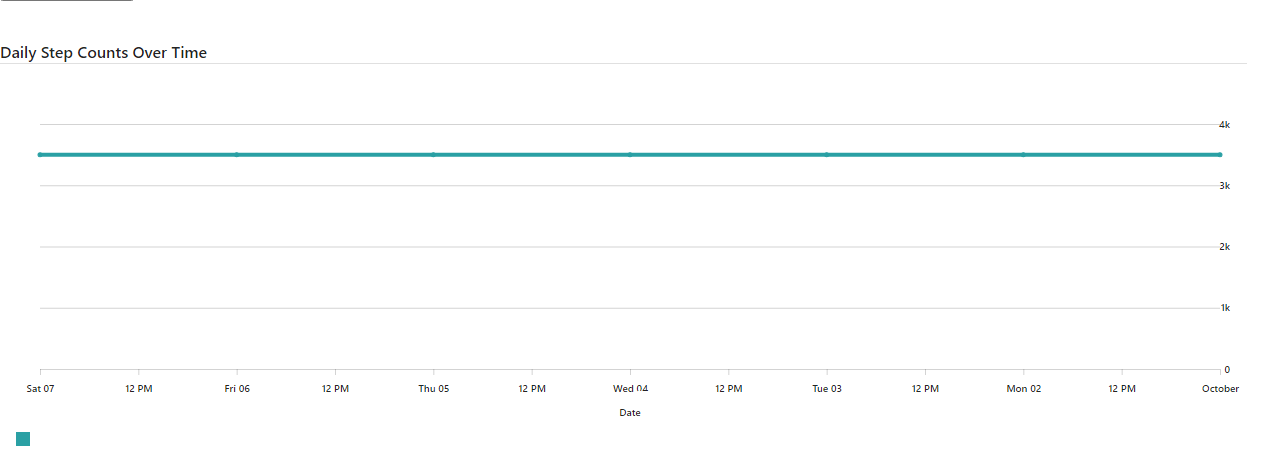 Daily Step Counts Over Time
4k
3k
2k
1k
0
Sat 07 12 PM Fri 06 12 PM Thu 05 12 PM Wed 04 12 PM Tue 03 12 PM Mon 02 12 PM October
Date